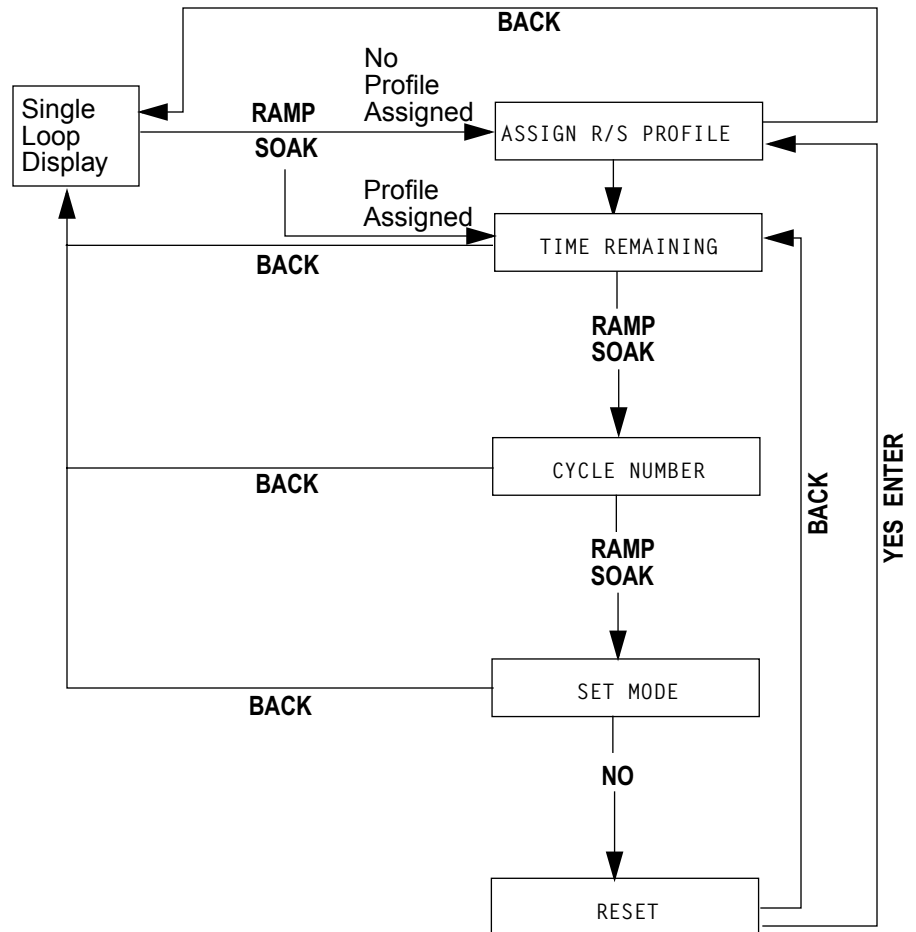 BACK
No
Profile
Assigned
Single
Loop
Display
RAMP
SOAK
ASSIGN R/S PROFILE
Profile
Assigned
TIME REMAINING
BACK
RAMP
SOAK
CYCLE NUMBER
BACK
RAMP
SOAK
BACK
YES ENTER
SET MODE
BACK
NO
RESET